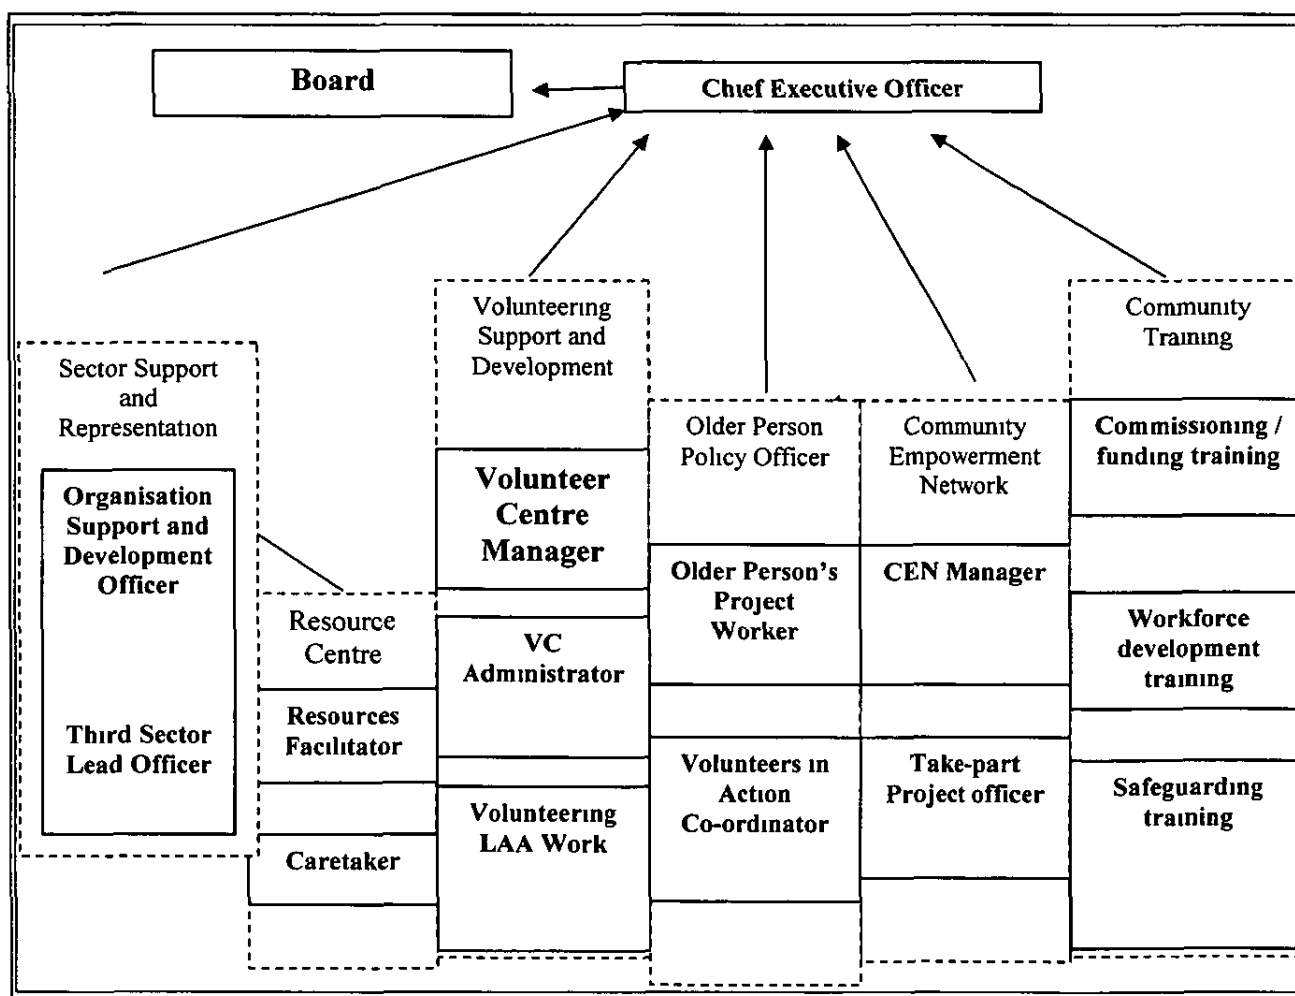 Board
Chief Executive Officer
Sector Support
and
Representation
Organisation
Support and
Development
Officer
Third Sector
Lead Officer
Resource
Centre
Resources
Facilitator
Caretaker
Volunteering
Support and
Development
Volunteer
Centre
Manager
VC
Administrator
Volunteering
LAA Work
Older Person
Policy Officer
Older Person's
Project
Worker
Volunteers in
Action
Co-ordinator
Community
Empowerment
Network
CEN Manager
Take-part
Project officer
Community
Training
Commissioning /
funding training
Workforce
development
training
Safeguarding
training